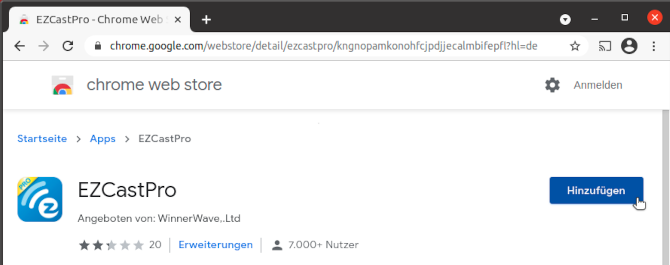 EZCastPro - Chrome Web S
chrome.google.com/webstore/detail/ezcastpro/kngnopamkonohfcjpdjjecalmbifepfl?hl=de
chrome web store
Anmelden
Startseite > Apps > EZCastPro
PRO
EZCastPro
Hinzufügen
Angeboten von: WinnerWave,.Ltd
20 Erweiterungen 7.000+ Nutzer